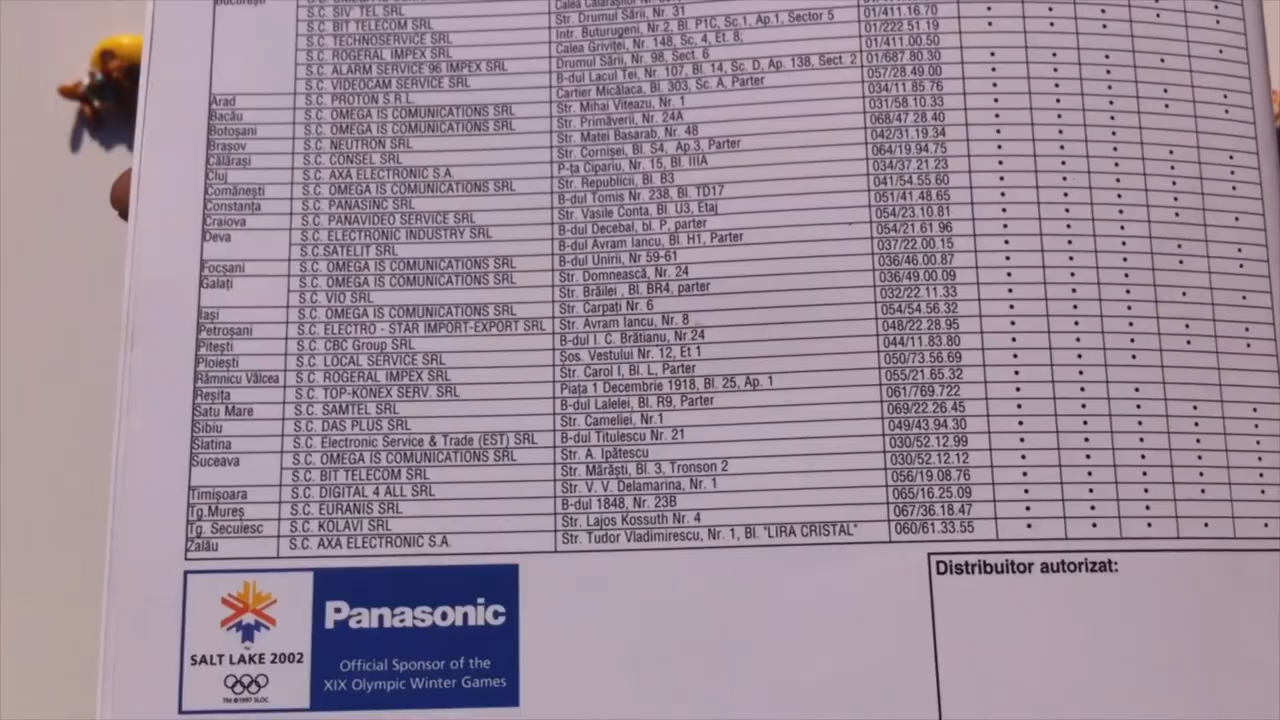 București
S.C. SIV TEL SRL Calea Călărașilor
S.C. BIT TELECOM SRL Str. Drumul Sării, Nr. 31
S.C. TECHNOSERVICE SRL Intr. Buturugeni, Nr.2, Bl. P1C, Sc.1, Ap.1, Sector 5 01/411.18.70
S.C. ROGERAL IMPEX SRL Calea Griviței, Nr. 148, Sc. 4, Et. 8, 01/222.51.19
S.C. ALARM SERVICE'96 IMPEX SRL Drumul Sării, Nr. 98, Sect. 6 01/411.00.50
S.C. VIDEOCAM SERVICE SRL B-dul Lacul Tei, Nr. 107, Bl. 14, Sc. D, Ap. 138, Sect. 2 01/687.80.30
Arad S.C. PROTON S.R.L. Cartier Micălaca, Bl. 303, Sc. A, Parter 057/28.49.00
Bacău S.C. OMEGA IS COMUNICATIONS SRL Str. Mihai Viteazu, Nr. 1 034/11.85.76
Botoșani S.C. OMEGA IS COMUNICATIONS SRL Str. Primăverii, Nr. 24A 031/58.10.33
Brașov S.C. NEUTRON SRL Str. Matei Basarab, Nr. 48 068/47.28.40
Călărași S.C. CONSEL SRL Str. Cornișei, Bl. S4, Ap.3, Parter 042/31.19.34
Cluj S.C. AXA ELECTRONIC S.A. P-ța Cipariu, Nr. 15, Bl. IIIA 064/19.94.75
Comănești S.C. OMEGA IS COMUNICATIONS SRL Str. Republicii, Bl. B3 034/37.21.23
Constanța S.C. PANASINC SRL B-dul Tomis Nr. 238, Bl. TD17 041/54.55.60
Craiova S.C. PANAVIDEO SERVICE SRL Str. Vasile Conta, Bl. U3, Etaj 051/41.48.65
Deva S.C. ELECTRONIC INDUSTRY SRL B-dul Decebal, bl. P, parter 054/23.10.81
S.C.SATELIT SRL B-dul Avram Iancu, Bl. H1, Parter 054/21.61.96
Focșani S.C. OMEGA IS COMUNICATIONS SRL B-dul Unirii, Nr 59-61 037/22.00.15
Galați S.C. OMEGA IS COMUNICATIONS SRL Str. Domnească, Nr. 24 036/46.00.87
S.C. VIO SRL Str. Brăilei , Bl. BR4, parter 036/49.00.09
Iași S.C. OMEGA IS COMUNICATIONS SRL Str. Carpați Nr. 6 032/22.11.33
Petroșani S.C. ELECTRO - STAR IMPORT-EXPORT SRL Str. Avram Iancu, Nr. 8 054/54.56.32
Pitești S.C. CBC Group SRL B-dul I. C. Brătianu, Nr.24 048/22.28.95
Ploiești S.C. LOCAL SERVICE SRL Șos. Vestului Nr. 12, Et 1 044/11.83.80
Râmnicu Vâlcea S.C. ROGERAL IMPEX SRL Str. Carol I, Bl. L, Parter 050/73.56.69
Reșița S.C. TOP-KONEX SERV. SRL Piața 1 Decembrie 1918, Bl. 25, Ap. 1 055/21.65.32
Satu Mare S.C. SAMTEL SRL B-dul Lalelei, Bl. R9, Parter 061/769.722
Sibiu S.C. DAS PLUS SRL Str. Cameliei, Nr.1 069/22.26.45
Slatina S.C. Electronic Service & Trade (EST) SRL B-dul Titulescu Nr. 21 049/43.94.30
Suceava S.C. OMEGA IS COMUNICATIONS SRL Str. A. Ipătescu 030/52.12.99
S.C. BIT TELECOM SRL Str. Mărăști, Bl. 3, Tronson 2 030/52.12.12
Timișoara S.C. DIGITAL 4 ALL SRL Str. V. V. Delamarina, Nr. 1 056/19.08.76
Tg.Mureș S.C. EURANIS SRL B-dul 1848, Nr. 23B 065/16.25.09
Tg. Secuiesc S.C. KOLAVI SRL Str. Lajos Kossuth Nr. 4 067/36.18.47
Zalău S.C. AXA ELECTRONIC S.A. Str. Tudor Vladimirescu, Nr. 1, Bl. "LIRA CRISTAL" 060/61.33.55
Distribuitor autorizat:
Panasonic
SALT LAKE 2002
Official Sponsor of the
XIX Olympic Winter Games
TM ©1997 SLOC